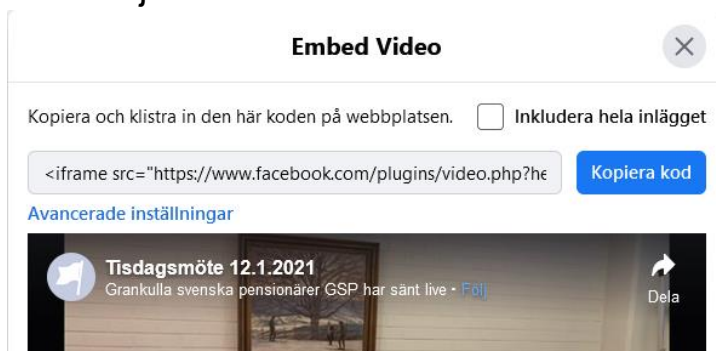 Embed Video
Kopiera och klistra in den här koden på webbplatsen. Inkludera hela inlägget
<iframe src="https://www.facebook.com/plugins/video.php?he Kopiera kod
Avancerade inställningar
Tisdagsmöte 12.1.2021
Grankulla svenska pensionärer GSP har sänt live · Följ
Dela